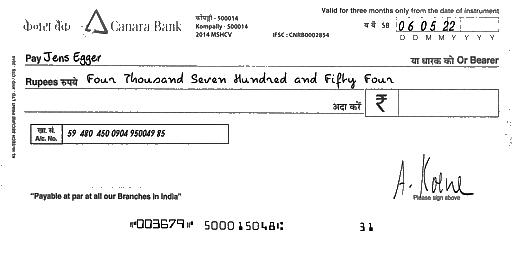 केनरा बैंक Canara Bank
कोंपल्ली - 500014
Kompally - 500014
2014 MSHCV
IFSC : CNRB0002854
Valid for three months only from the date of instrument
SB 06 05 22
D D M M Y Y Y Y
Pay Jens Egger या धारक को Or Bearer
Rupees रुपये Four Thousand Seven Hundred and Fifty Four
अदा करें ₹
खा. सं.
A/c. No. 59 480 450 0904 950049 85
A. Koene
Please sign above
"Payable at par at all our Branches in India"
⑈003679⑈ 500015048⑆ 31